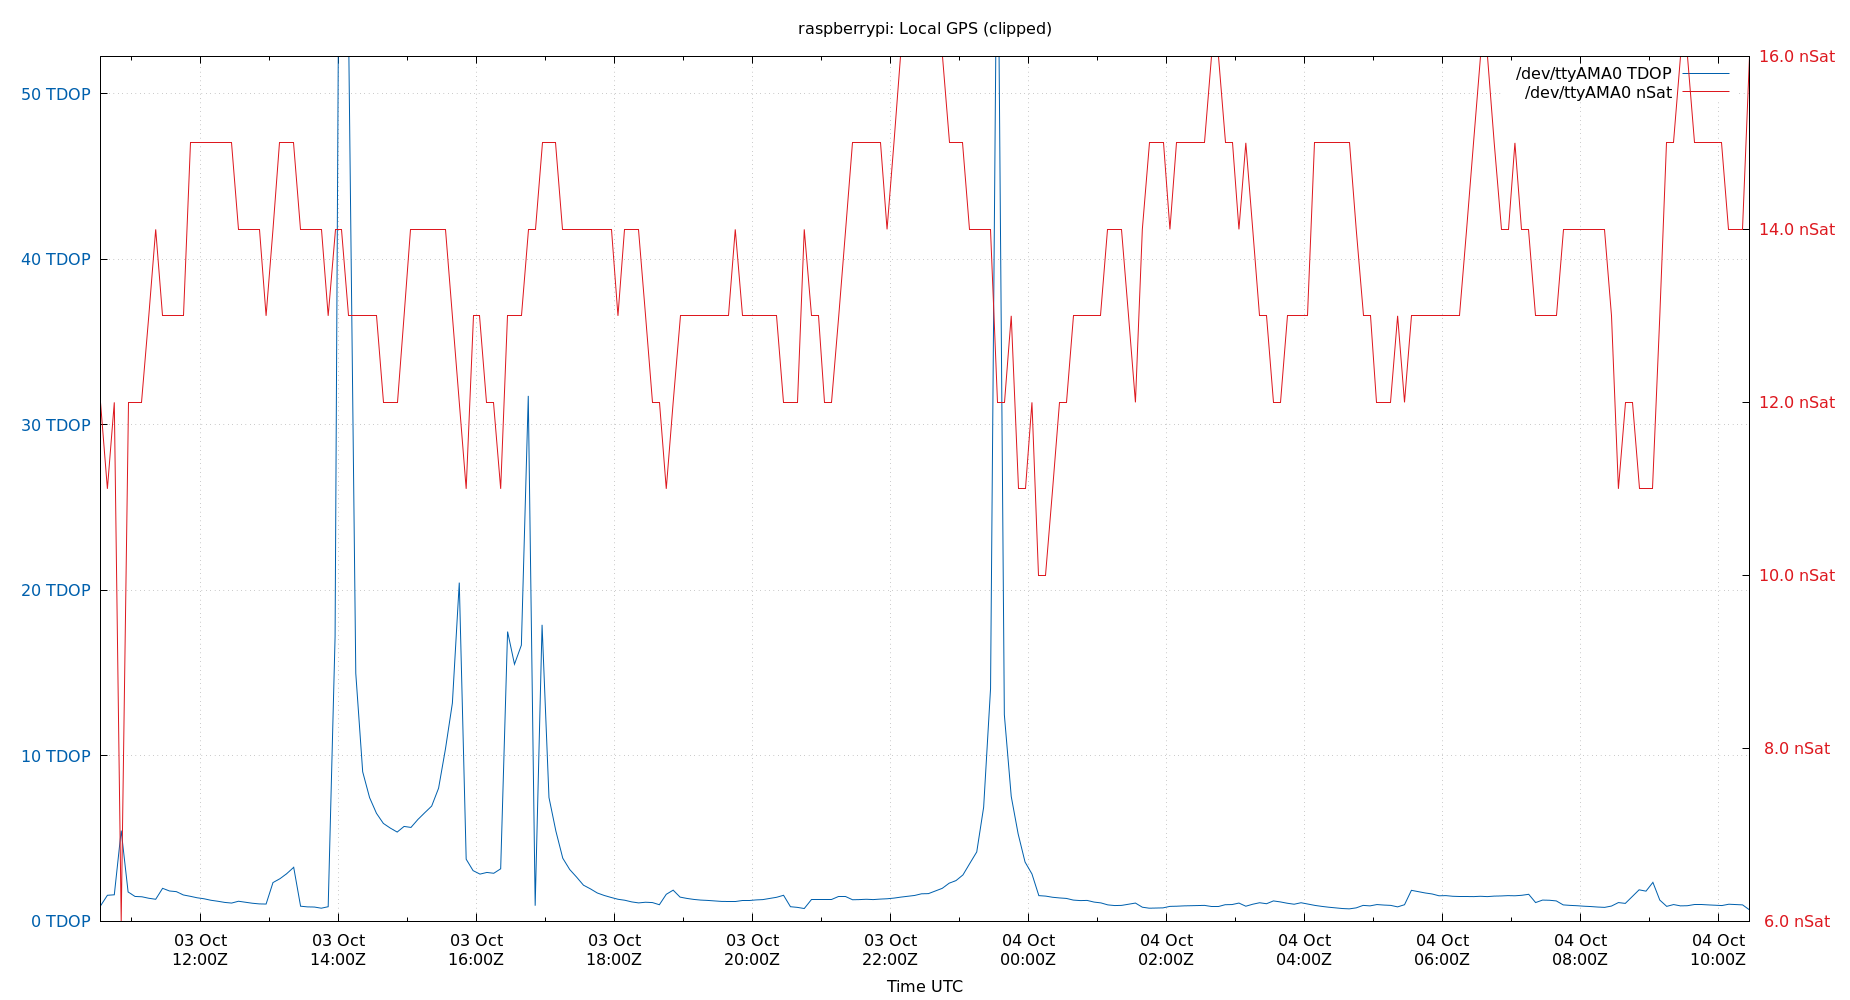 raspberrypi: Local GPS (clipped)
/dev/ttyAMA0 TDOP
/dev/ttyAMA0 nSat
50 TDOP
40 TDOP
30 TDOP
20 TDOP
10 TDOP
0 TDOP
16.0 nSat
14.0 nSat
12.0 nSat
10.0 nSat
8.0 nSat
6.0 nSat
03 Oct
12:00Z
03 Oct
14:00Z
03 Oct
16:00Z
03 Oct
18:00Z
03 Oct
20:00Z
03 Oct
22:00Z
04 Oct
00:00Z
04 Oct
02:00Z
04 Oct
04:00Z
04 Oct
06:00Z
04 Oct
08:00Z
04 Oct
10:00Z
Time UTC